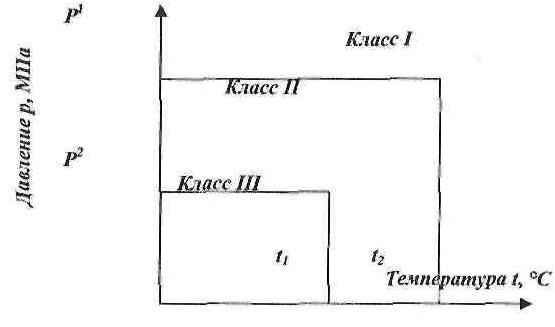 P¹
Класс I
Класс II
Давление р, МПа
P²
Класс III
t₁
t₂
Температура t, °C